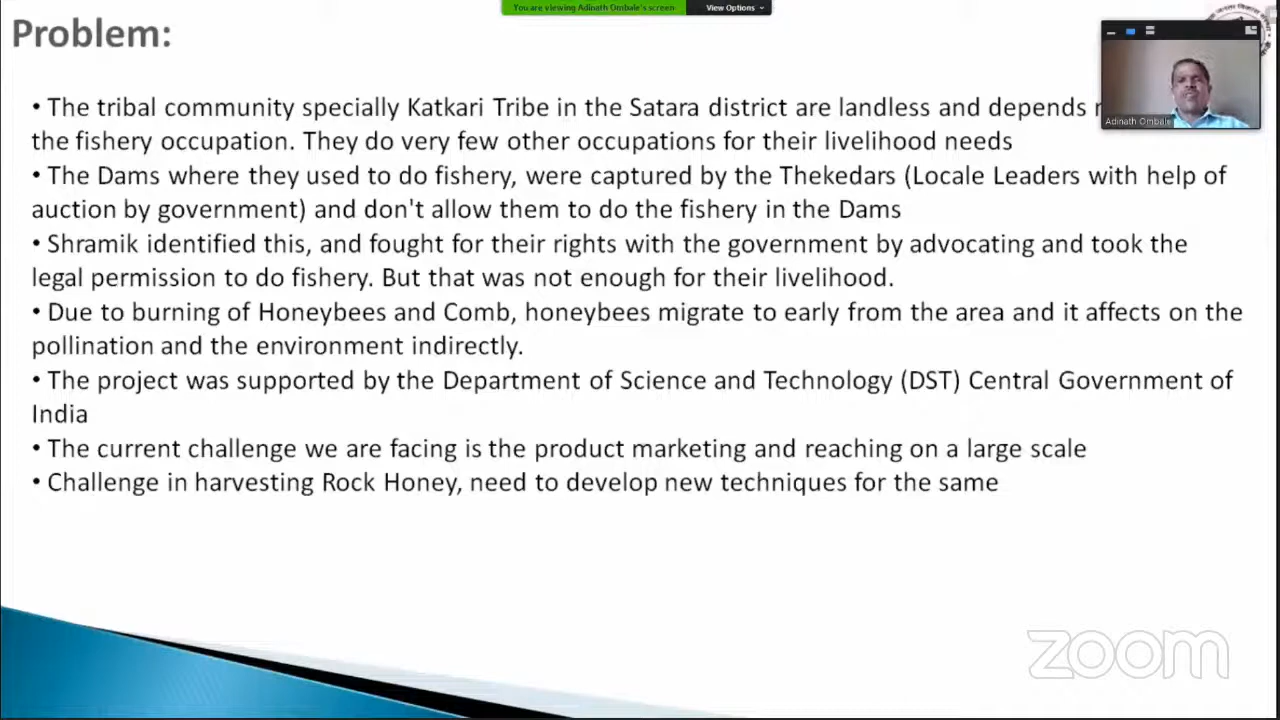 You are viewing Adinath Ombale's screen
View Options
Problem:
• The tribal community specially Katkari Tribe in the Satara district are landless and depends
the fishery occupation. They do very few other occupations for their livelihood needs
• The Dams where they used to do fishery, were captured by the Thekedars (Locale Leaders with help of
auction by government) and don't allow them to do the fishery in the Dams
• Shramik identified this, and fought for their rights with the government by advocating and took the
legal permission to do fishery. But that was not enough for their livelihood.
• Due to burning of Honeybees and Comb, honeybees migrate to early from the area and it affects on the
pollination and the environment indirectly.
• The project was supported by the Department of Science and Technology (DST) Central Government of
India
• The current challenge we are facing is the product marketing and reaching on a large scale
• Challenge in harvesting Rock Honey, need to develop new techniques for the same
Adinath Ombale
zoom